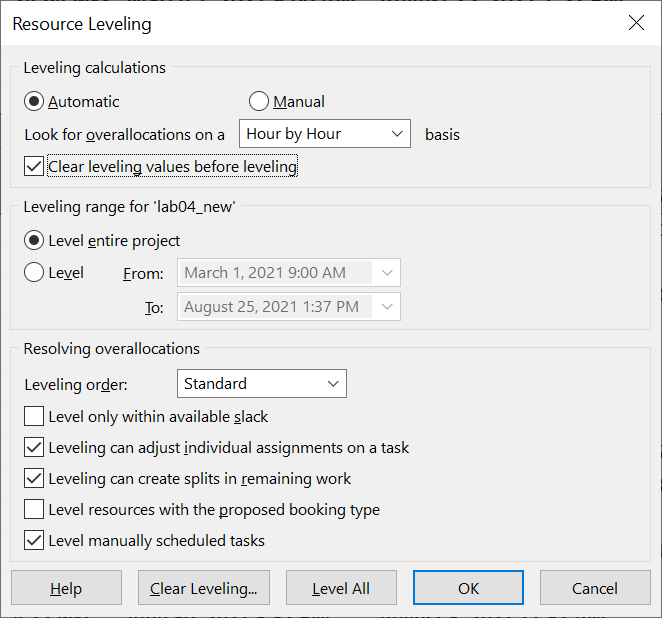 Resource Leveling
Leveling calculations
Automatic Manual
Look for overallocations on a Hour by Hour basis
Clear leveling values before leveling
Leveling range for 'lab04_new'
Level entire project
Level From: March 1, 2021 9:00 AM
To: August 25, 2021 1:37 PM
Resolving overallocations
Leveling order: Standard
Level only within available slack
Leveling can adjust individual assignments on a task
Leveling can create splits in remaining work
Level resources with the proposed booking type
Level manually scheduled tasks
Help Clear Leveling... Level All OK Cancel